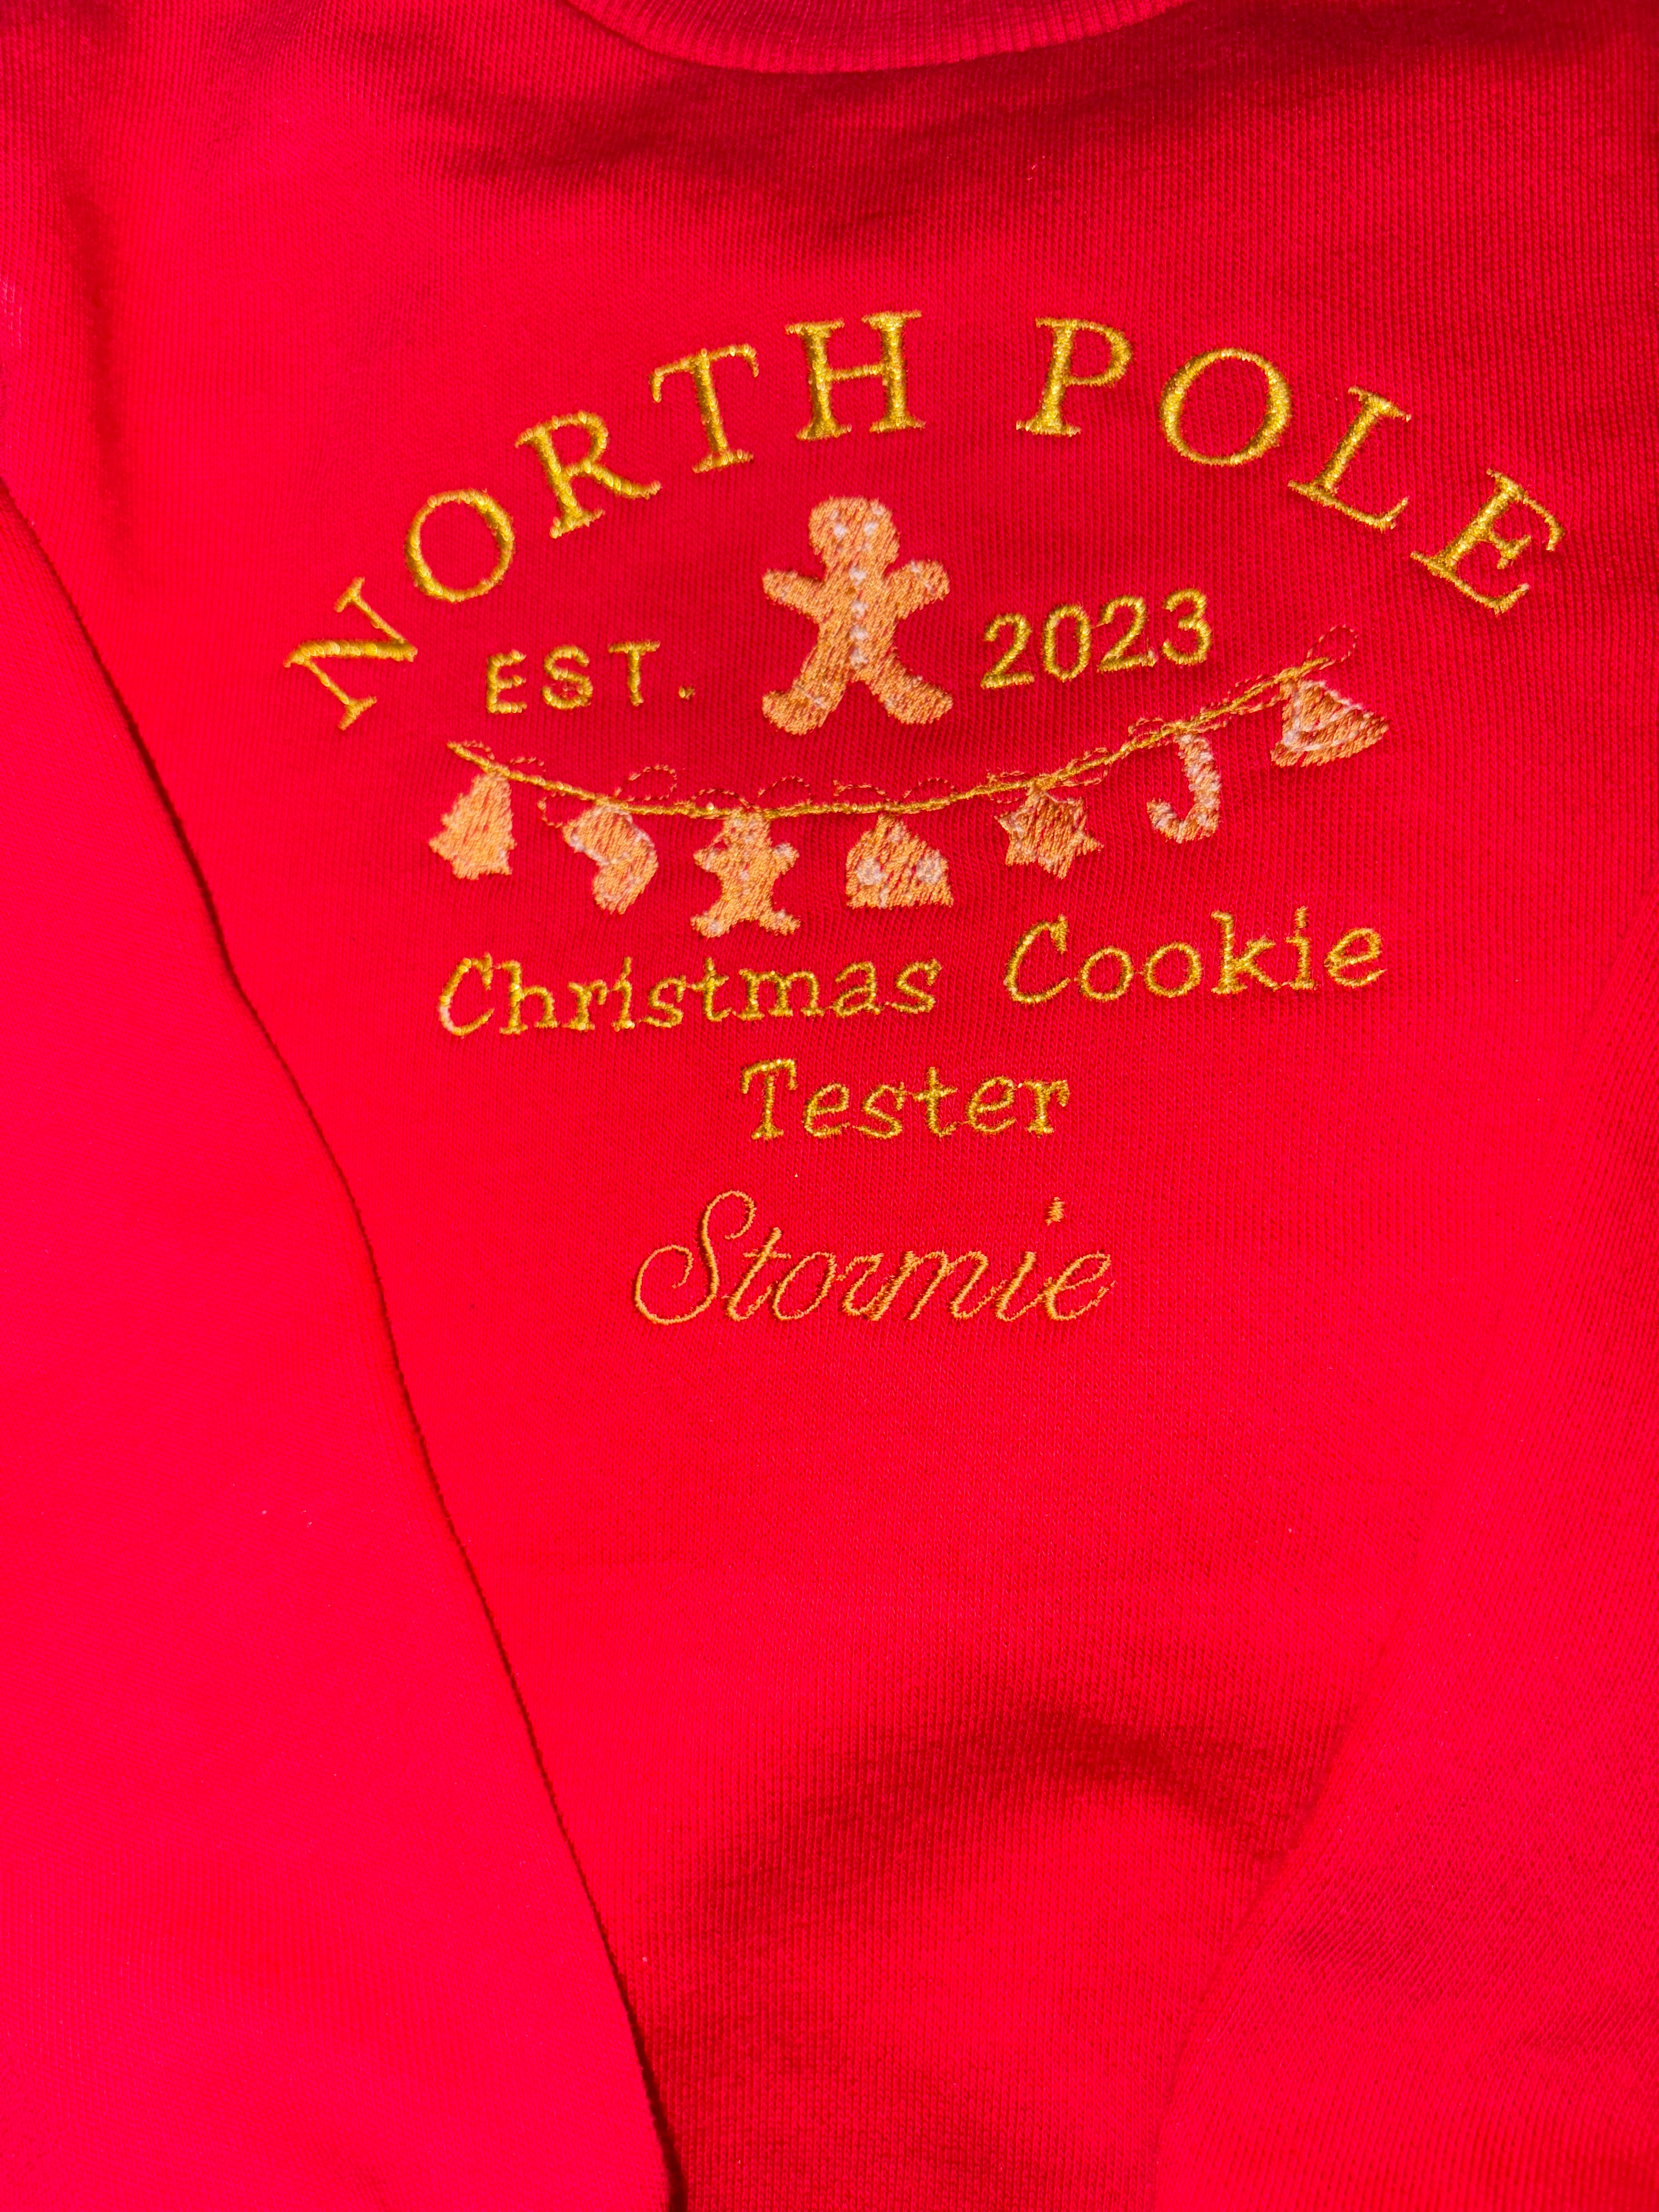 NORTH POLE
EST. 2023
Christmas Cookie
Tester
Stormie